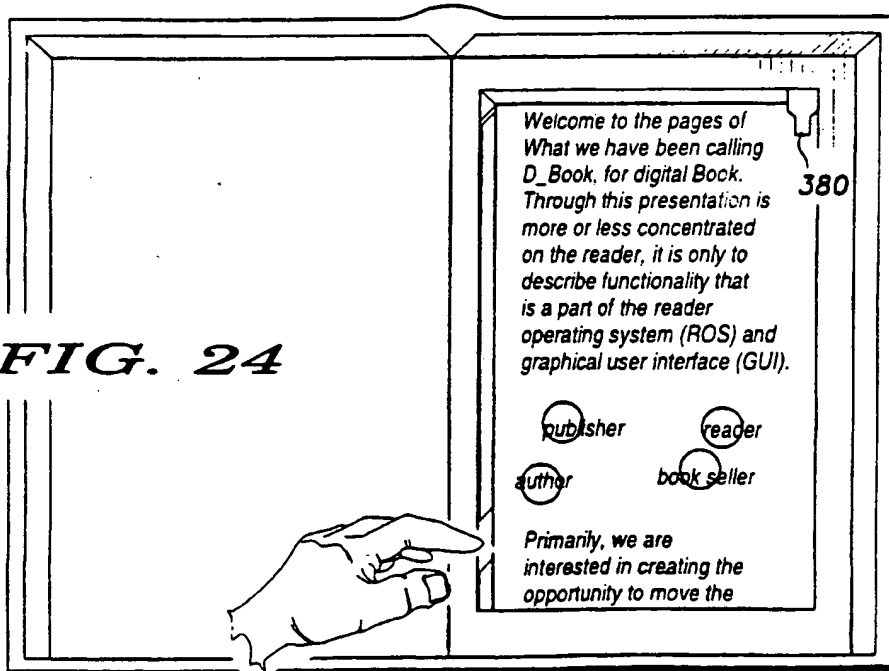 Welcome to the pages of
What we have been calling
D_Book, for digital Book.
Through this presentation is
more or less concentrated
on the reader, it is only to
describe functionality that
is a part of the reader
operating system (ROS) and
graphical user interface (GUI).
380
FIG. 24
publisher reader
author book seller
Primarily, we are
interested in creating the
opportunity to move the